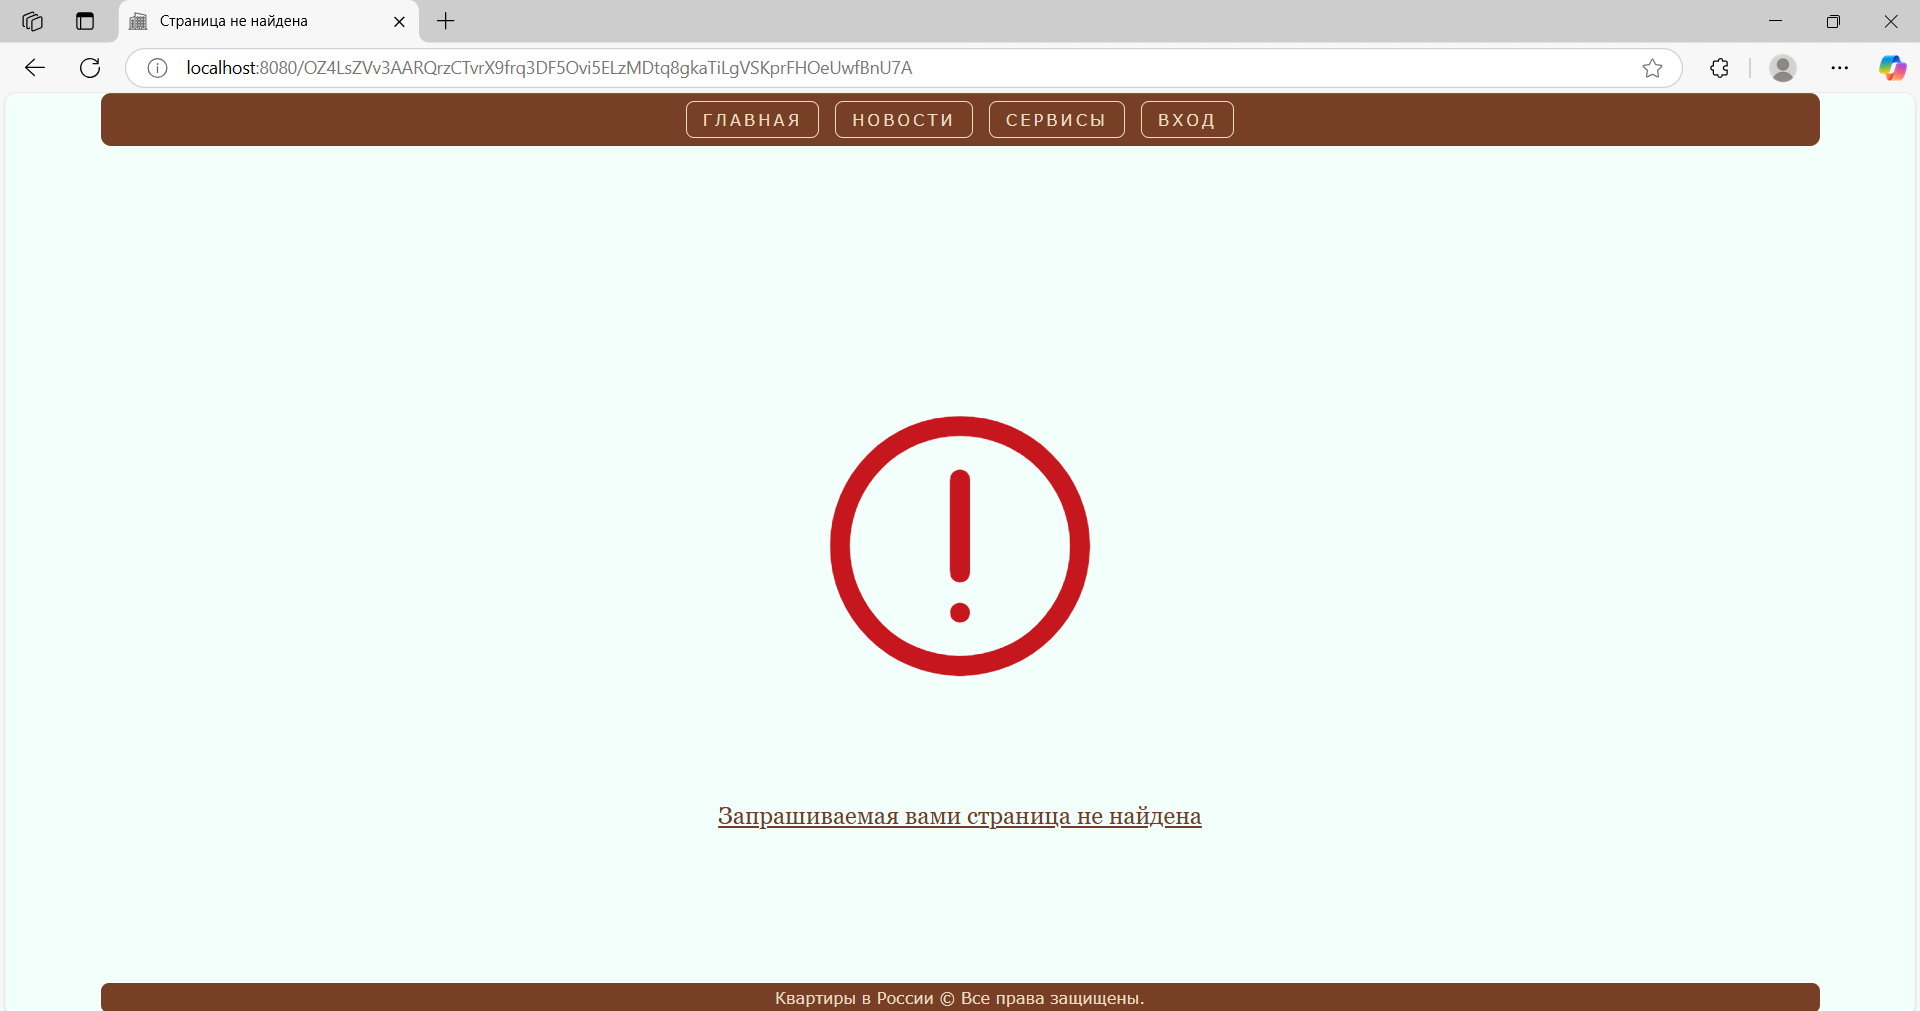 Страница не найдена
localhost:8080/OZ4LsZVv3AARQrzCTvrX9frq3DF5Ovi5ELzMDtq8gkaTiLgVSKprFHOeUwfBnU7A
ГЛАВНАЯ НОВОСТИ СЕРВИСЫ ВХОД
Запрашиваемая вами страница не найдена
Квартиры в России © Все права защищены.